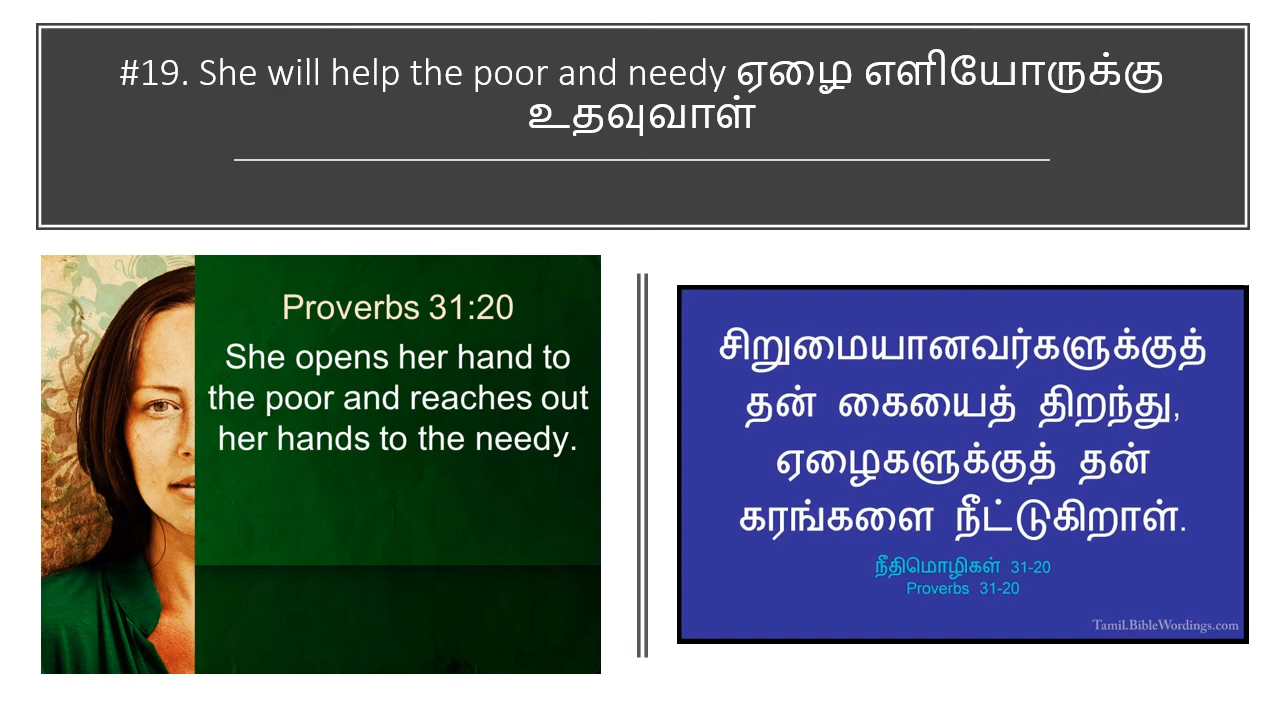 #19. She will help the poor and needy ஏழை எளியோருக்கு
உதவுவாள்
Proverbs 31:20
She opens her hand to
the poor and reaches out
her hands to the needy.
சிறுமையானவர்களுக்குத்
தன் கையைத் திறந்து,
ஏழைகளுக்குத் தன்
கரங்களை நீட்டுகிறாள்.
நீதிமொழிகள் 31-20
Proverbs 31-20
Tamil.BibleWordings.com